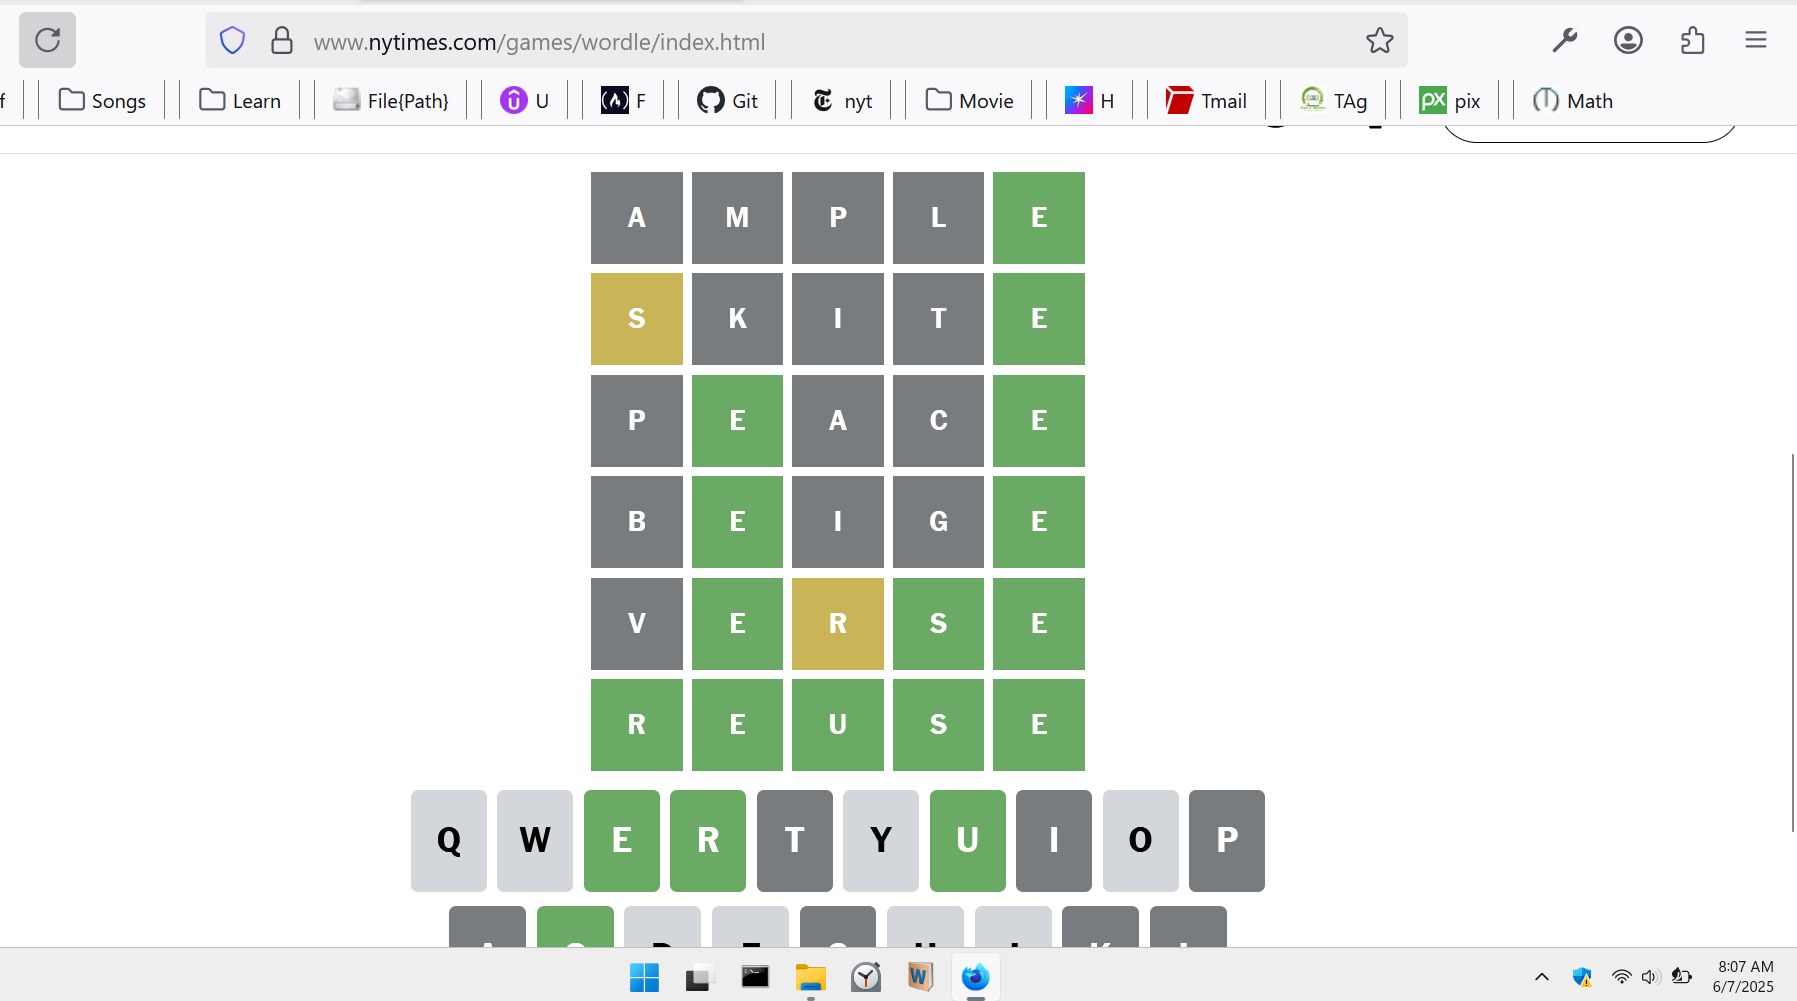 www.nytimes.com/games/wordle/index.html
f Songs Learn File{Path} U F Git nyt Movie H Tmail TAg pix Math
A M P L E
S K I T E
P E A C E
B E I G E
V E R S E
R E U S E
Q W E R T Y U I O P
8:07 AM
6/7/2025